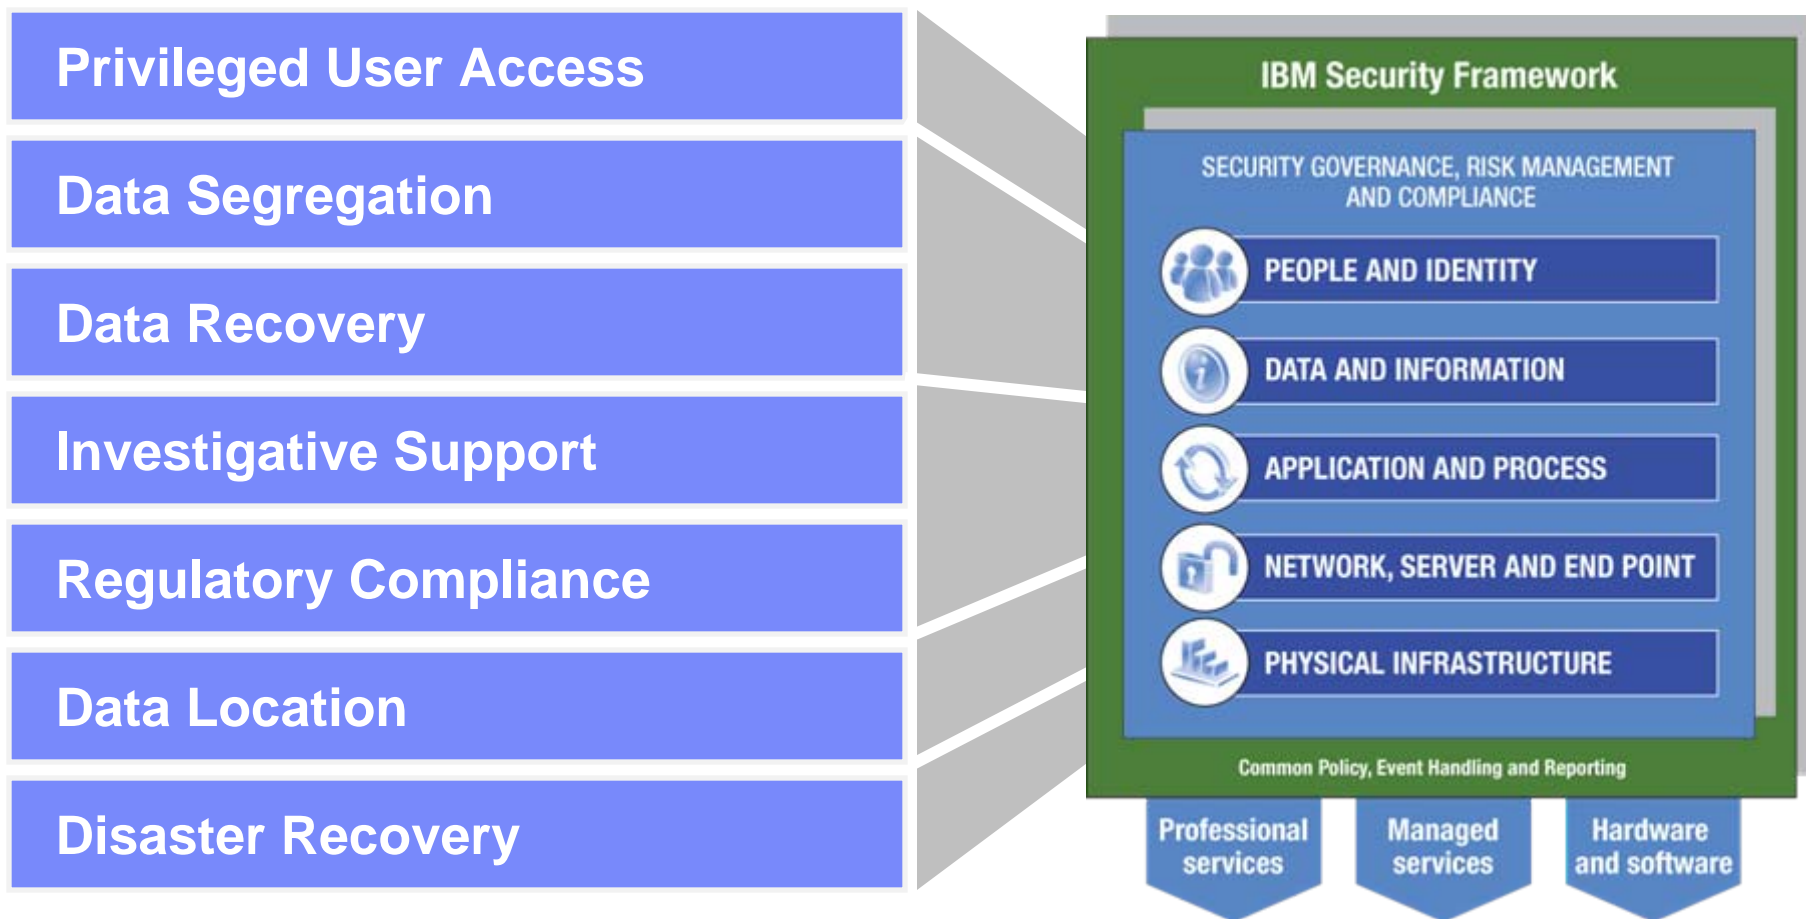 Privileged User Access
Data Segregation
Data Recovery
Investigative Support
Regulatory Compliance
Data Location
Disaster Recovery
IBM Security Framework
SECURITY GOVERNANCE, RISK MANAGEMENT
AND COMPLIANCE
PEOPLE AND IDENTITY
DATA AND INFORMATION
APPLICATION AND PROCESS
NETWORK, SERVER AND END POINT
PHYSICAL INFRASTRUCTURE
Common Policy, Event Handling and Reporting
Professional
services
Managed
services
Hardware
and software